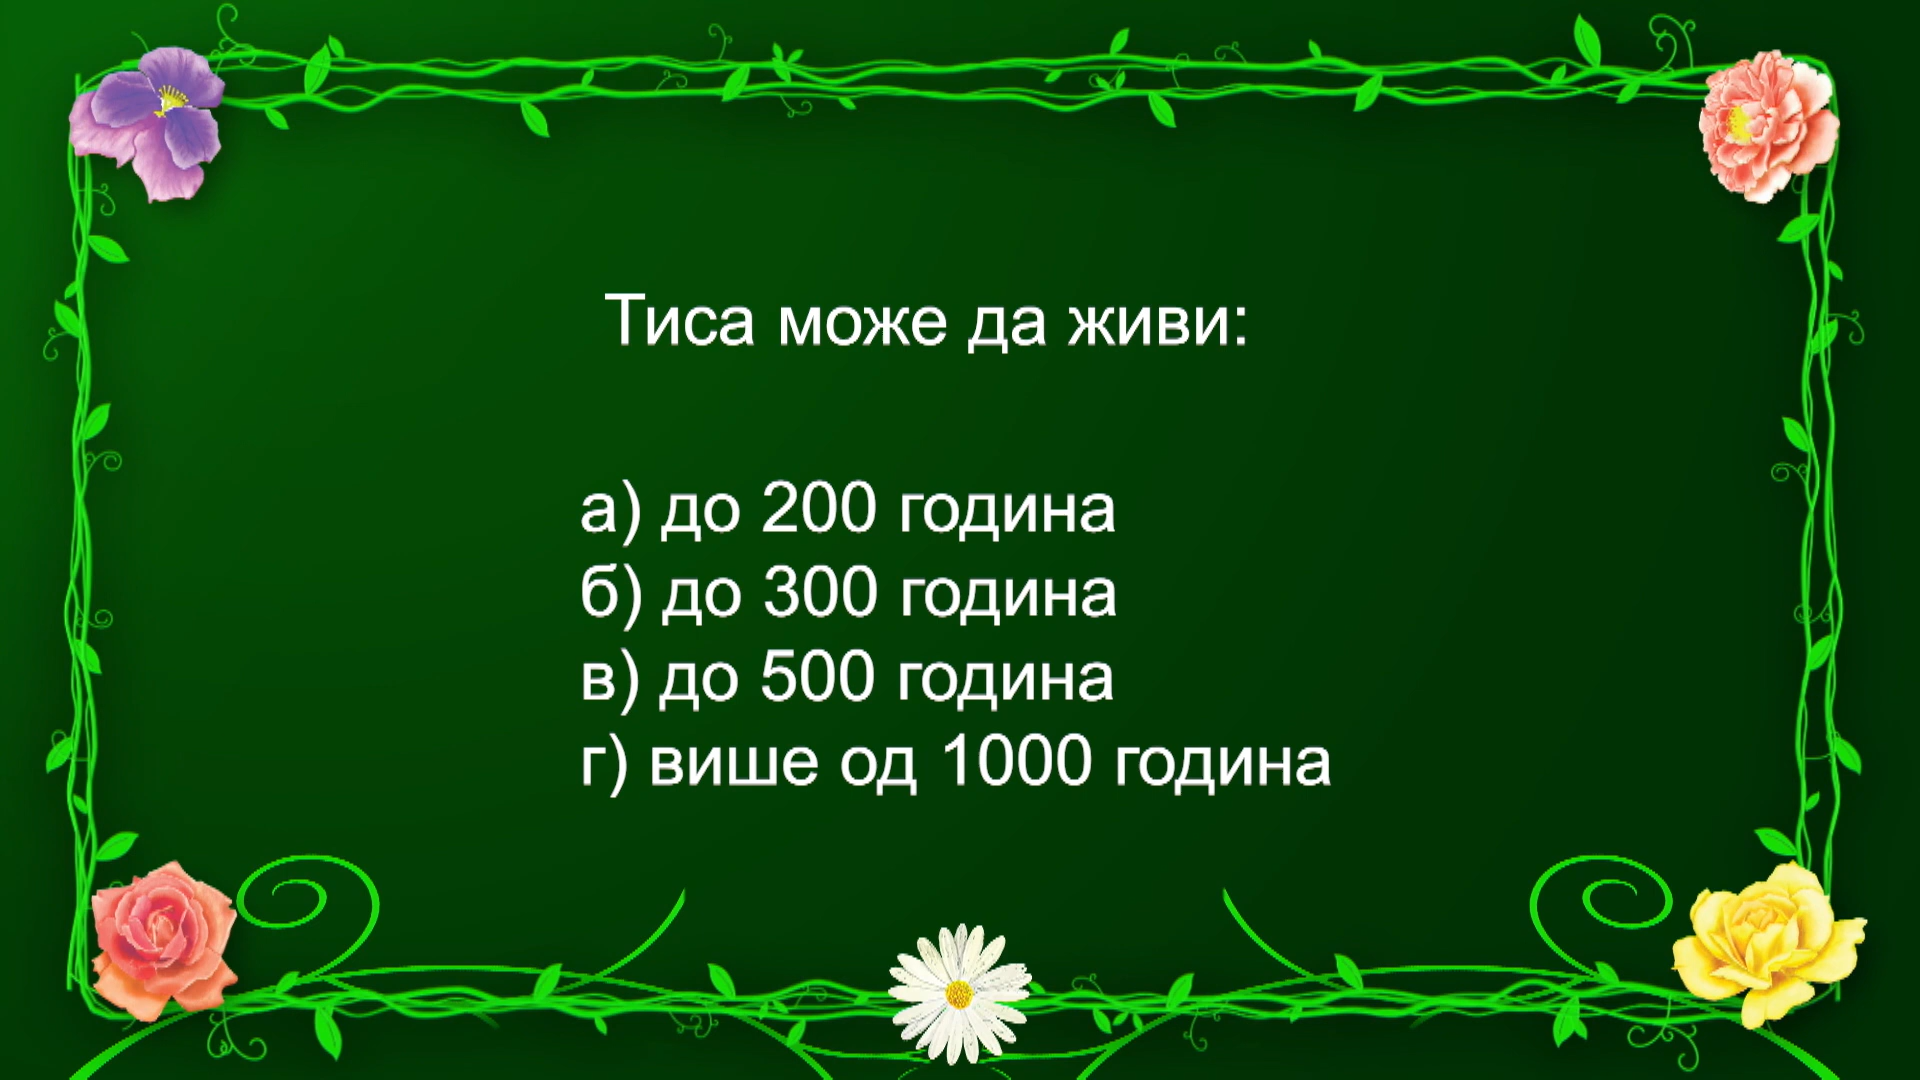 Тиса може да живи:
а) до 200 година
б) до 300 година
в) до 500 година
г) више од 1000 година